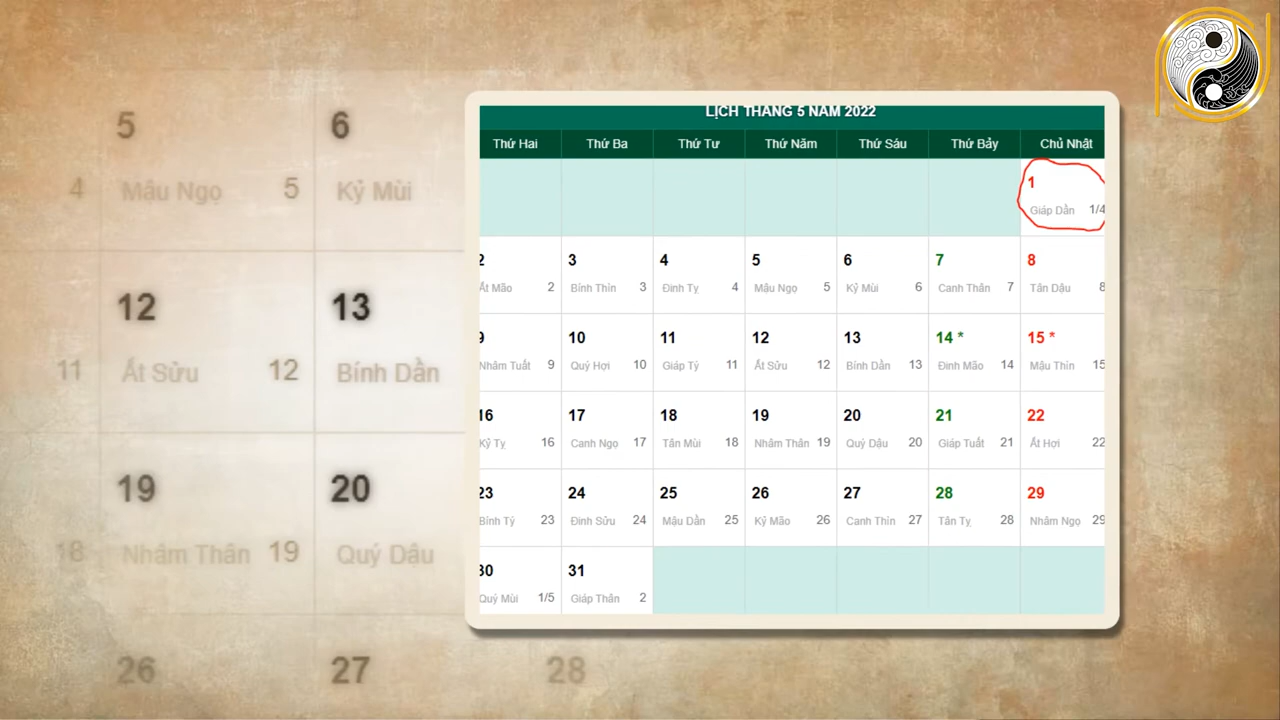 LỊCH THÁNG 5 NĂM 2022
Thứ Hai Thứ Ba Thứ Tư Thứ Năm Thứ Sáu Thứ Bảy Chủ Nhật
1
Giáp Dần 1/4
2 3 4 5 6 7 8
Ất Mão 2 Bính Thìn 3 Đinh Tỵ 4 Mậu Ngọ 5 Kỷ Mùi 6 Canh Thân 7 Tân Dậu 8
9 10 11 12 13 14 * 15 *
Nhâm Tuất 9 Quý Hợi 10 Giáp Tý 11 Ất Sửu 12 Bính Dần 13 Đinh Mão 14 Mậu Thìn 15
16 17 18 19 20 21 22
Kỷ Tỵ 16 Canh Ngọ 17 Tân Mùi 18 Nhâm Thân 19 Quý Dậu 20 Giáp Tuất 21 Ất Hợi 22
23 24 25 26 27 28 29
Bính Tý 23 Đinh Sửu 24 Mậu Dần 25 Kỷ Mão 26 Canh Thìn 27 Tân Tỵ 28 Nhâm Ngọ 29
30 31
Quý Mùi 1/5 Giáp Thân 2
5 6
4 Mậu Ngọ 5 Kỷ Mùi
12 13
11 Ất Sửu 12 Bính Dần
19 20
18 Nhâm Thân 19 Quý Dậu
26 27 28